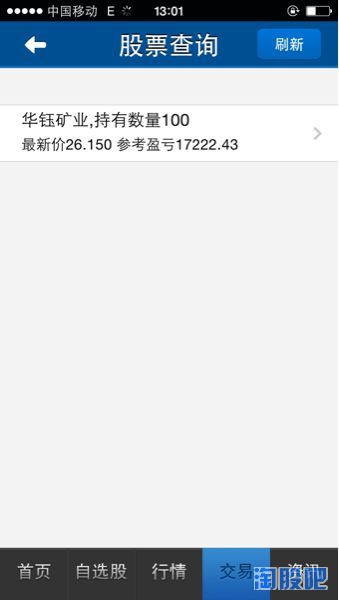 中国移动 E 13:01
股票查询 刷新
华钰矿业,持有数量100
最新价26.150 参考盈亏17222.43
首页 自选股 行情 交易 资讯
淘股吧